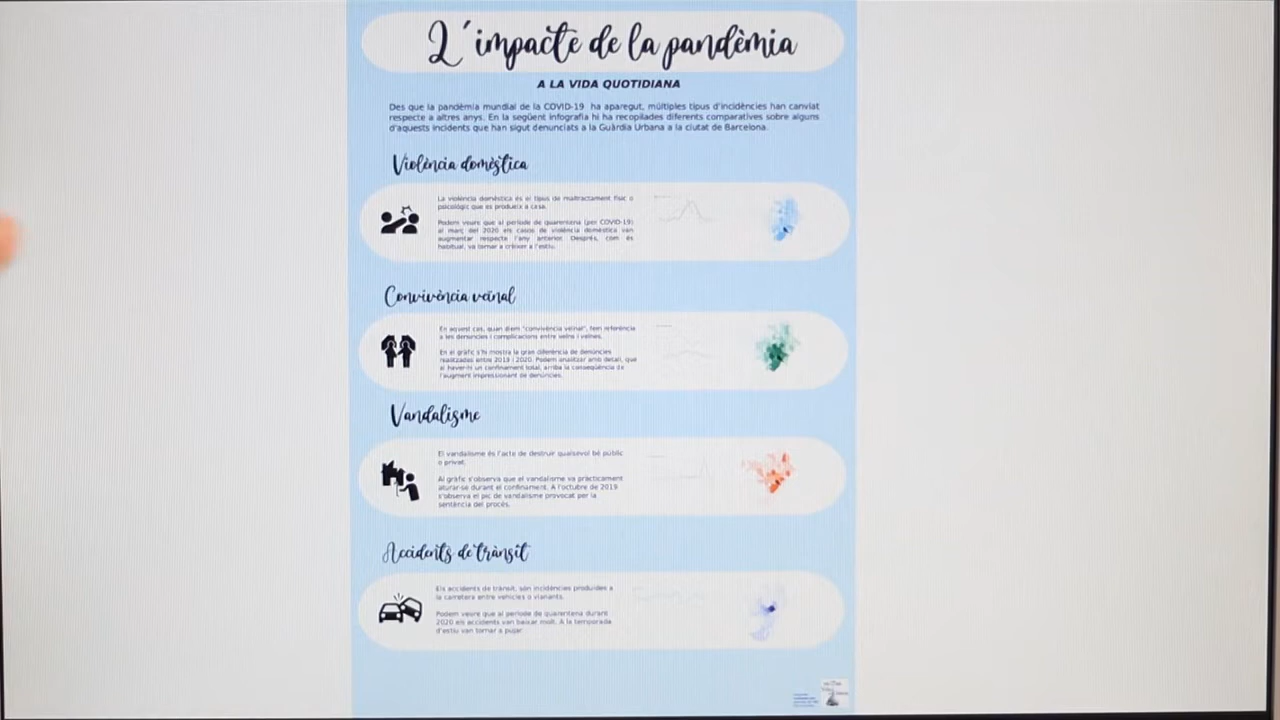 L'impacte de la pandèmia
A LA VIDA QUOTIDIANA
Des que la pandèmia mundial de la COVID-19 ha aparegut, múltiples tipus d'incidències han canviat
respecte a altres anys. En la següent infografia hi ha recopilades diferents comparatives sobre alguns
d'aquests incidents que han sigut denunciats a la Guàrdia Urbana a la ciutat de Barcelona.
Violència domèstica
La violència domèstica és el tipus de maltractament físic o
psicològic que es produeix a casa.
Podem veure que al període de quarentena (per COVID-19)
al març del 2020 els casos de violència domèstica van
augmentar respecte l'any anterior. Després, com és
habitual, va tornar a créixer a l'estiu.
Convivència veïnal
En aquest cas, quan diem "convivència veïnal", fem referència
a les denúncies i complicacions entre veïns i veïnes.
En el gràfic s'hi mostra la gran diferència de denúncies
realitzades entre 2019 i 2020. Podem analitzar amb detall, que
al haver-hi un confinament total, arriba la conseqüència de
l'augment impressionant de denúncies.
Vandalisme
El vandalisme és l'acte de destruir qualsevol bé públic
o privat.
Al gràfic s'observa que el vandalisme va pràcticament
aturar-se durant el confinament. A l'octubre de 2019
s'observa el pic de vandalisme provocat per la
sentència del procés.
Accidents de trànsit
Els accidents de trànsit, són incidències produïdes a
la carretera entre vehicles o vianants.
Podem veure que al període de quarentena durant
2020 els accidents van baixar molt. A la temporada
d'estiu van tornar a pujar